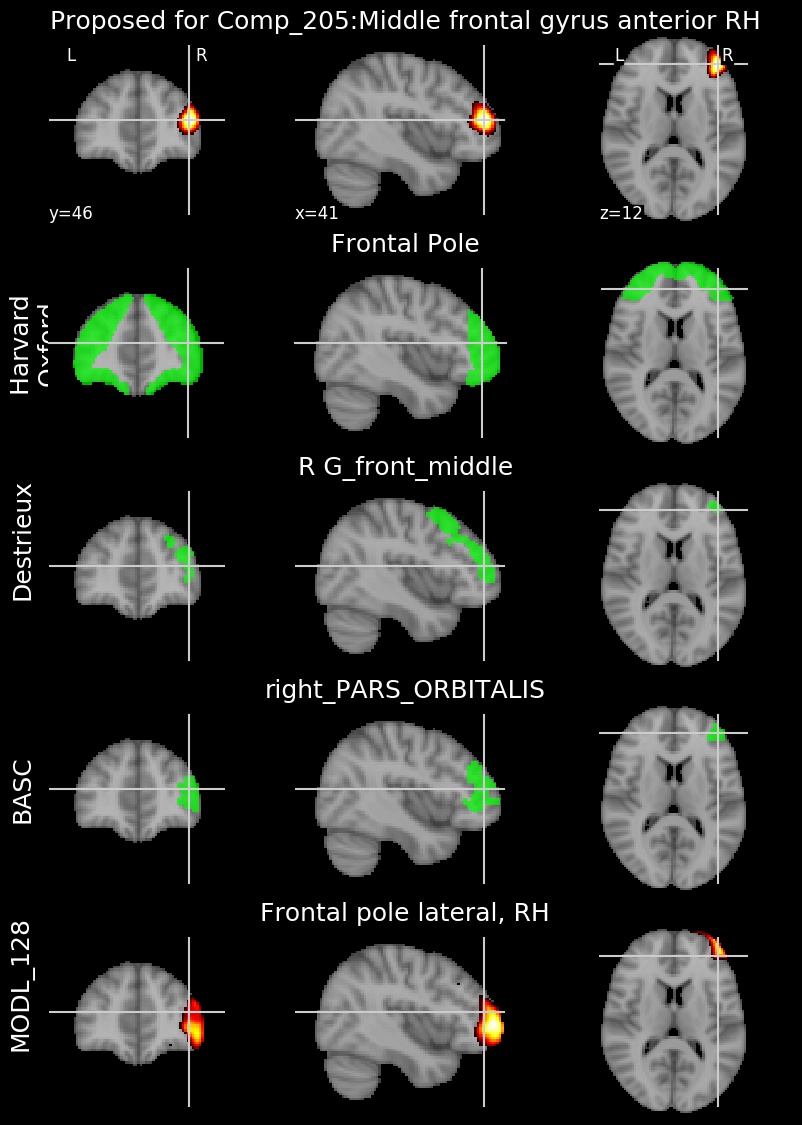 Proposed for Comp_205:Middle frontal gyrus anterior RH
L R
L R
y=46 x=41 z=12
Frontal Pole
Harvard
R G_front_middle
Destrieux
right_PARS_ORBITALIS
BASC
Frontal pole lateral, RH
MODL_128